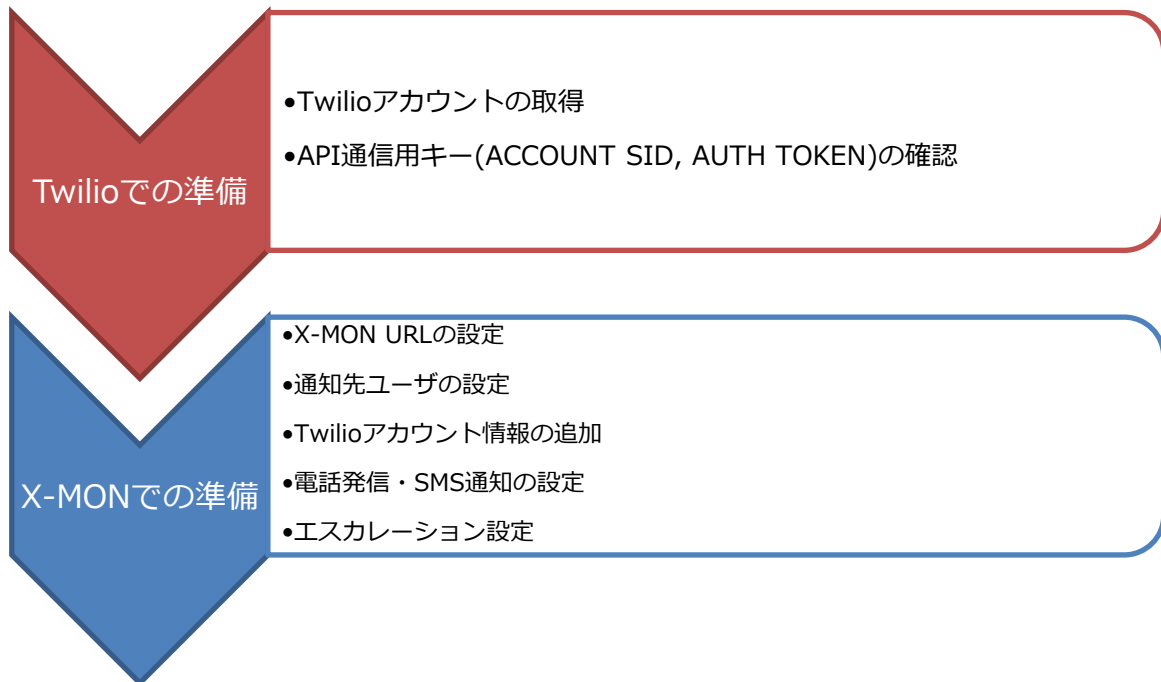 Twilioでの準備
•Twilioアカウントの取得
•API通信用キー(ACCOUNT SID, AUTH TOKEN)の確認
X-MONでの準備
•X-MON URLの設定
•通知先ユーザの設定
•Twilioアカウント情報の追加
•電話発信・SMS通知の設定
•エスカレーション設定